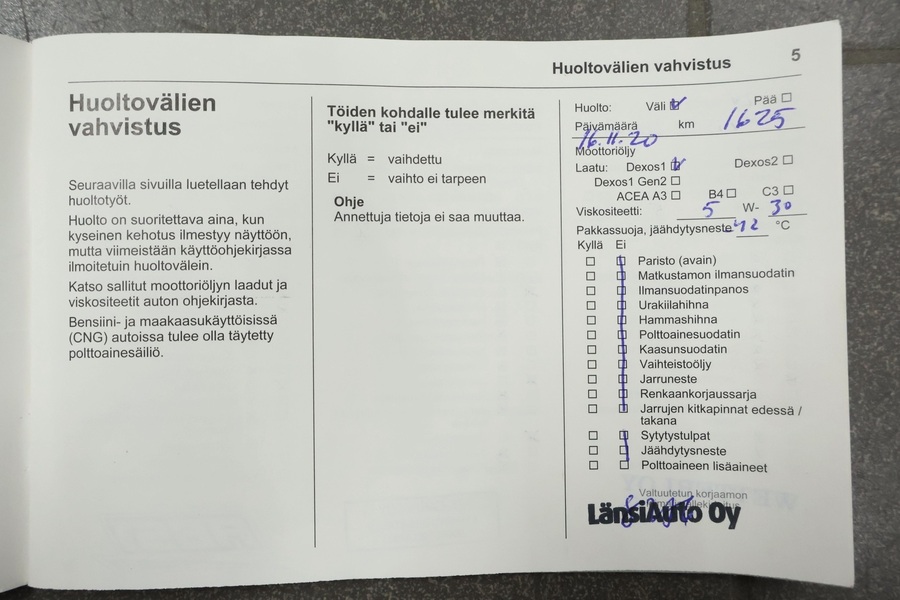 Huoltovälien vahvistus 5
Huoltovälien
vahvistus
Seuraavilla sivuilla luetellaan tehdyt
huoltotyöt.
Huolto on suoritettava aina, kun
kyseinen kehotus ilmestyy näyttöön,
mutta viimeistään käyttöohjekirjassa
ilmoitetuin huoltovälein.
Katso sallitut moottoriöljyn laadut ja
viskositeetit auton ohjekirjasta.
Bensiini- ja maakaasukäyttöisissä
(CNG) autoissa tulee olla täytetty
polttoainesäiliö.
Töiden kohdalle tulee merkitä
"kyllä" tai "ei"
Kyllä = vaihdettu
Ei = vaihto ei tarpeen
Ohje
Annettuja tietoja ei saa muuttaa.
Huolto: Väli Pää
Päivämäärä km 1625
16.11.20
Moottoriöljy
Laatu: Dexos1 Dexos2
Dexos1 Gen2
ACEA A3 B4 C3
Viskositeetti: 5 W- 30
Pakkassuoja, jäähdytysneste -42 °C
Kyllä Ei
Paristo (avain)
Matkustamon ilmansuodatin
Ilmansuodatinpanos
Urakiilahihna
Hammashihna
Polttoainesuodatin
Kaasunsuodatin
Vaihteistoöljy
Jarruneste
Renkaankorjaussarja
Jarrujen kitkapinnat edessä /
takana
Sytytystulpat
Jäähdytysneste
Polttoaineen lisäaineet
Valtuutetun korjaamon
LänsiAuto Oy